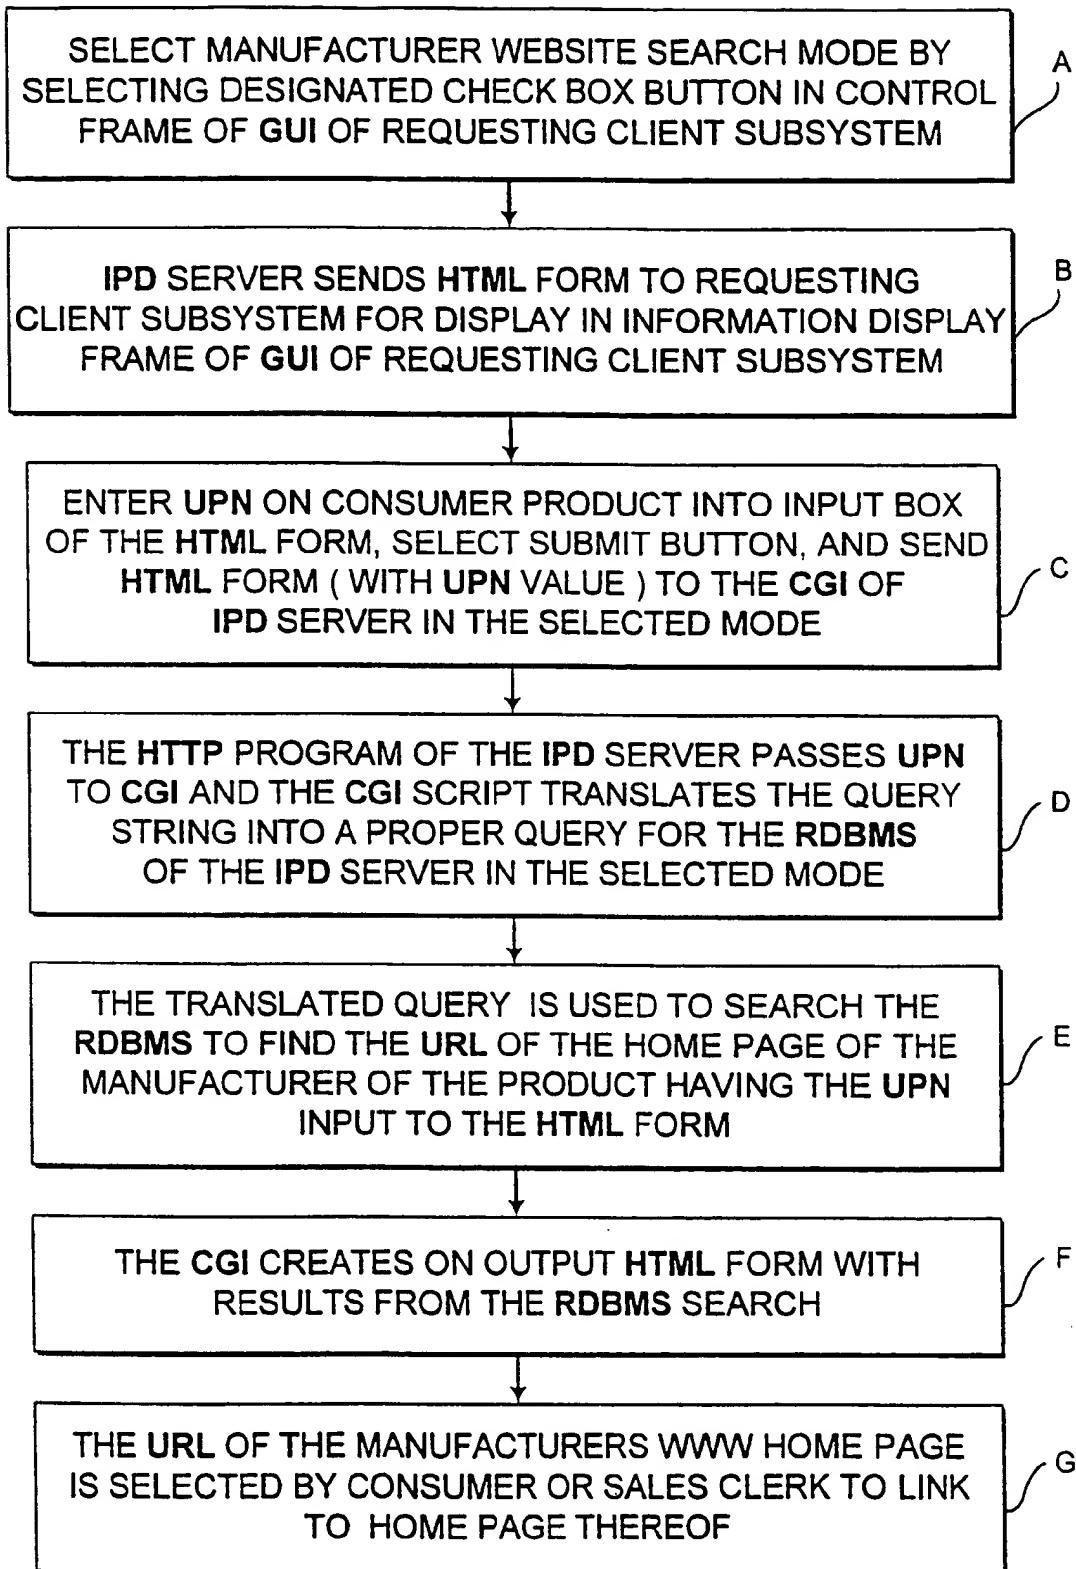 SELECT MANUFACTURER WEBSITE SEARCH MODE BY
SELECTING DESIGNATED CHECK BOX BUTTON IN CONTROL
FRAME OF GUI OF REQUESTING CLIENT SUBSYSTEM
A
IPD SERVER SENDS HTML FORM TO REQUESTING
CLIENT SUBSYSTEM FOR DISPLAY IN INFORMATION DISPLAY
FRAME OF GUI OF REQUESTING CLIENT SUBSYSTEM
B
ENTER UPN ON CONSUMER PRODUCT INTO INPUT BOX
OF THE HTML FORM, SELECT SUBMIT BUTTON, AND SEND
HTML FORM ( WITH UPN VALUE ) TO THE CGI OF
IPD SERVER IN THE SELECTED MODE
C
THE HTTP PROGRAM OF THE IPD SERVER PASSES UPN
TO CGI AND THE CGI SCRIPT TRANSLATES THE QUERY
STRING INTO A PROPER QUERY FOR THE RDBMS
OF THE IPD SERVER IN THE SELECTED MODE
D
THE TRANSLATED QUERY IS USED TO SEARCH THE
RDBMS TO FIND THE URL OF THE HOME PAGE OF THE
MANUFACTURER OF THE PRODUCT HAVING THE UPN
INPUT TO THE HTML FORM
E
THE CGI CREATES ON OUTPUT HTML FORM WITH
RESULTS FROM THE RDBMS SEARCH
F
THE URL OF THE MANUFACTURERS WWW HOME PAGE
IS SELECTED BY CONSUMER OR SALES CLERK TO LINK
TO HOME PAGE THEREOF
G